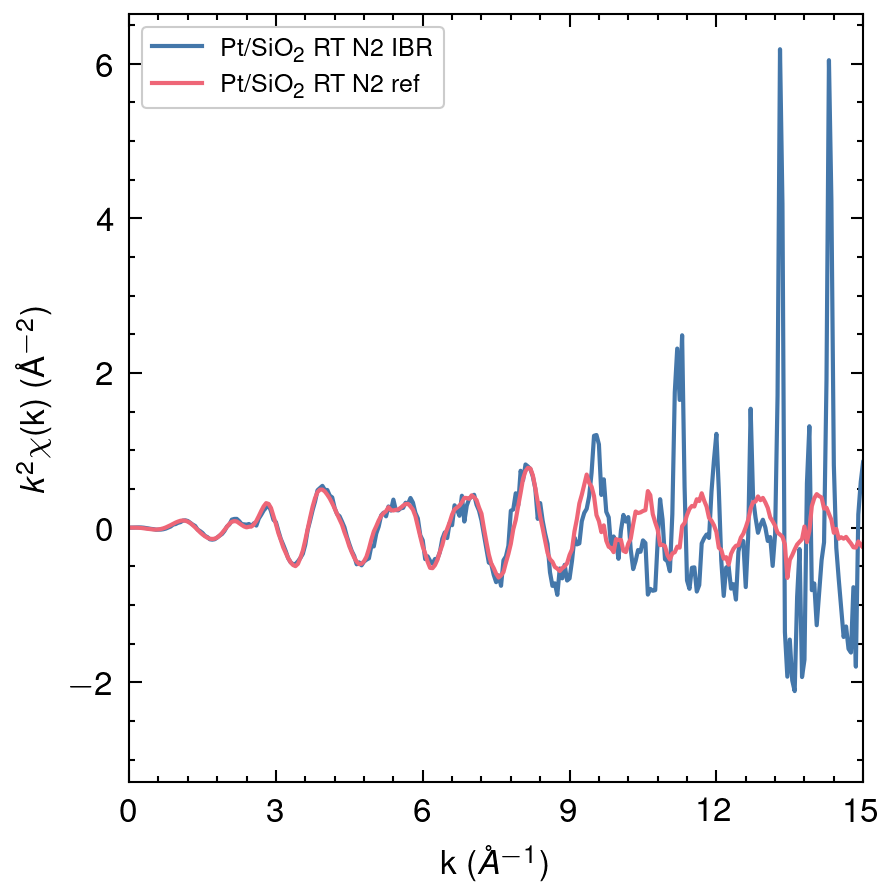 Pt/SiO₂ RT N2 IBR
Pt/SiO₂ RT N2 ref
6
4
2
0
−2
k²χ(k) (Å−²)
0 3 6 9 12 15
k (Å⁻¹)